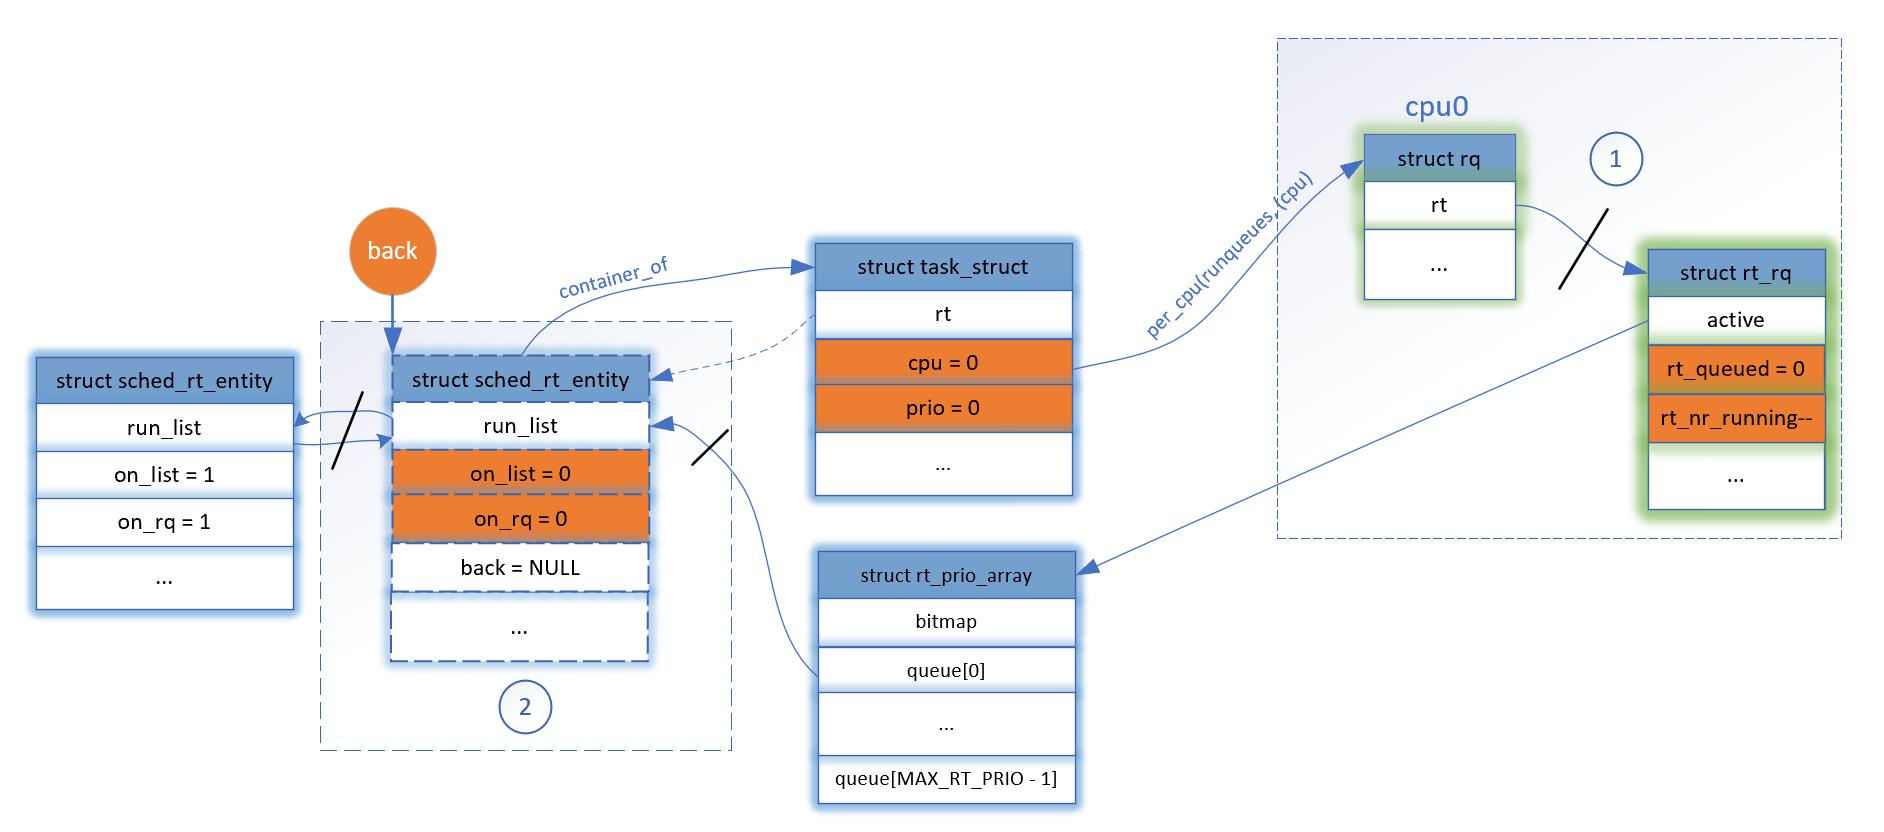 cpu0
struct rq
rt
...
1
struct rt_rq
active
rt_queued = 0
rt_nr_running--
...
per_cpu(runqueues, (cpu)
back
container_of
struct task_struct
rt
cpu = 0
prio = 0
...
struct sched_rt_entity
run_list
on_list = 1
on_rq = 1
...
struct sched_rt_entity
run_list
on_list = 0
on_rq = 0
back = NULL
...
2
struct rt_prio_array
bitmap
queue[0]
...
queue[MAX_RT_PRIO - 1]